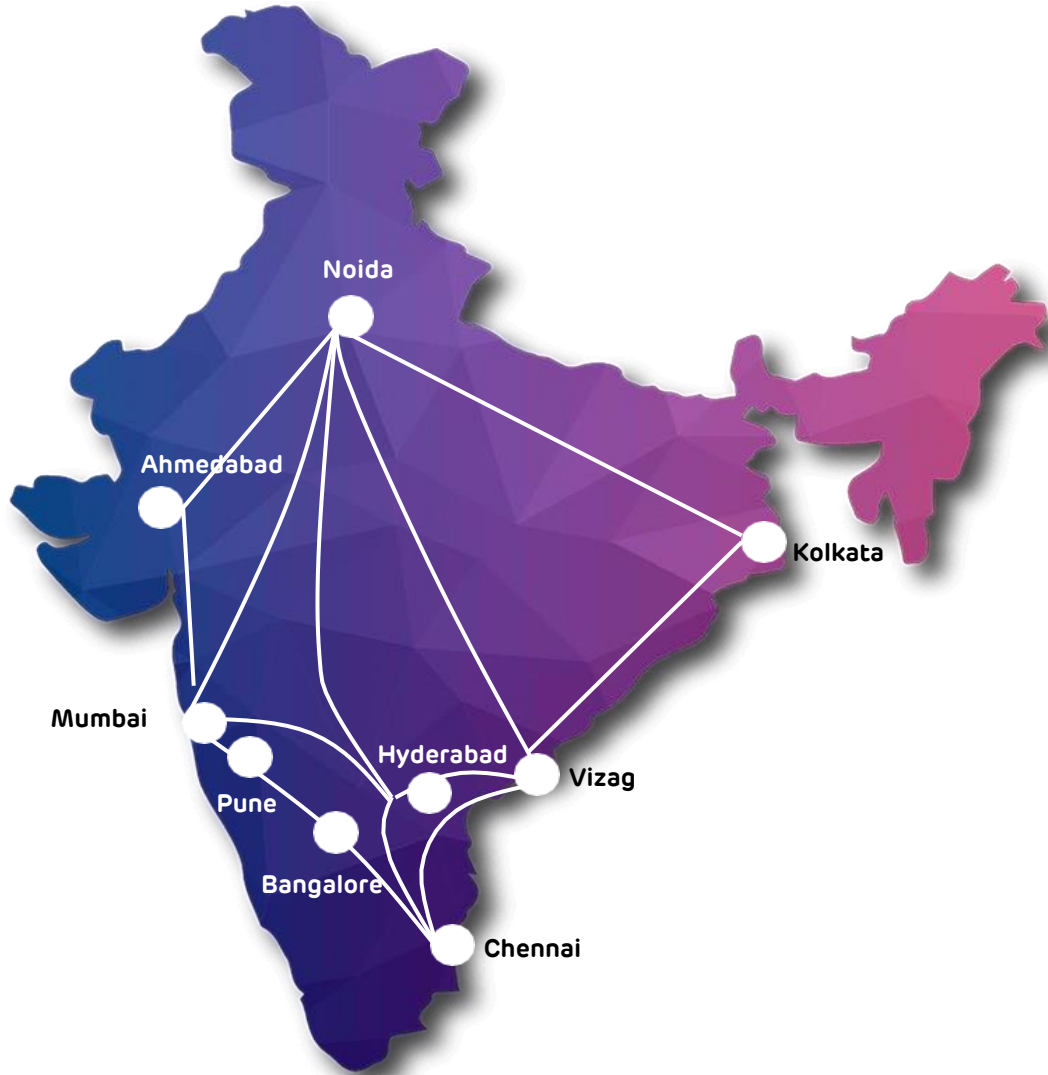 Noida
Ahmedabad
Kolkata
Mumbai
Hyderabad
Vizag
Pune
Bangalore
Chennai